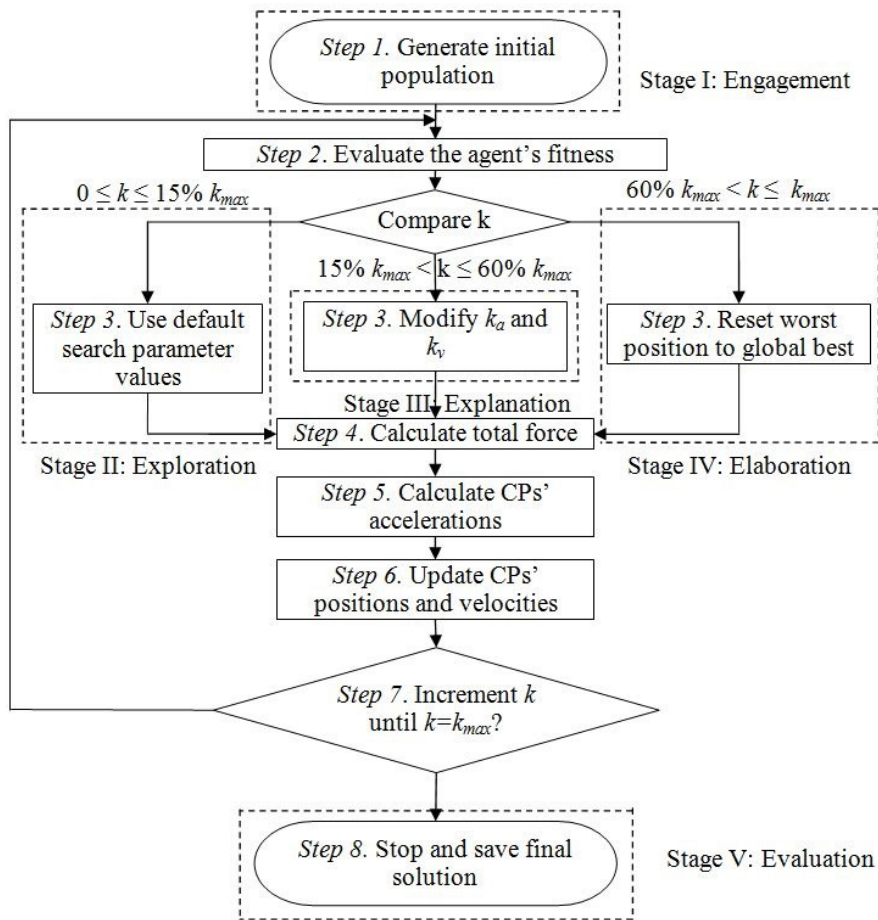 Step 1. Generate initial
population
Stage I: Engagement
Step 2. Evaluate the agent's fitness
0 ≤ k ≤ 15% kmax
60% kmax < k ≤ kmax
Compare k
15% kmax < k ≤ 60% kmax
Step 3. Use default
search parameter
values
Step 3. Modify ka and
kv
Step 3. Reset worst
position to global best
Stage III: Explanation
Step 4. Calculate total force
Stage II: Exploration
Stage IV: Elaboration
Step 5. Calculate CPs'
accelerations
Step 6. Update CPs'
positions and velocities
Step 7. Increment k
until k=kmax?
Step 8. Stop and save final
solution
Stage V: Evaluation